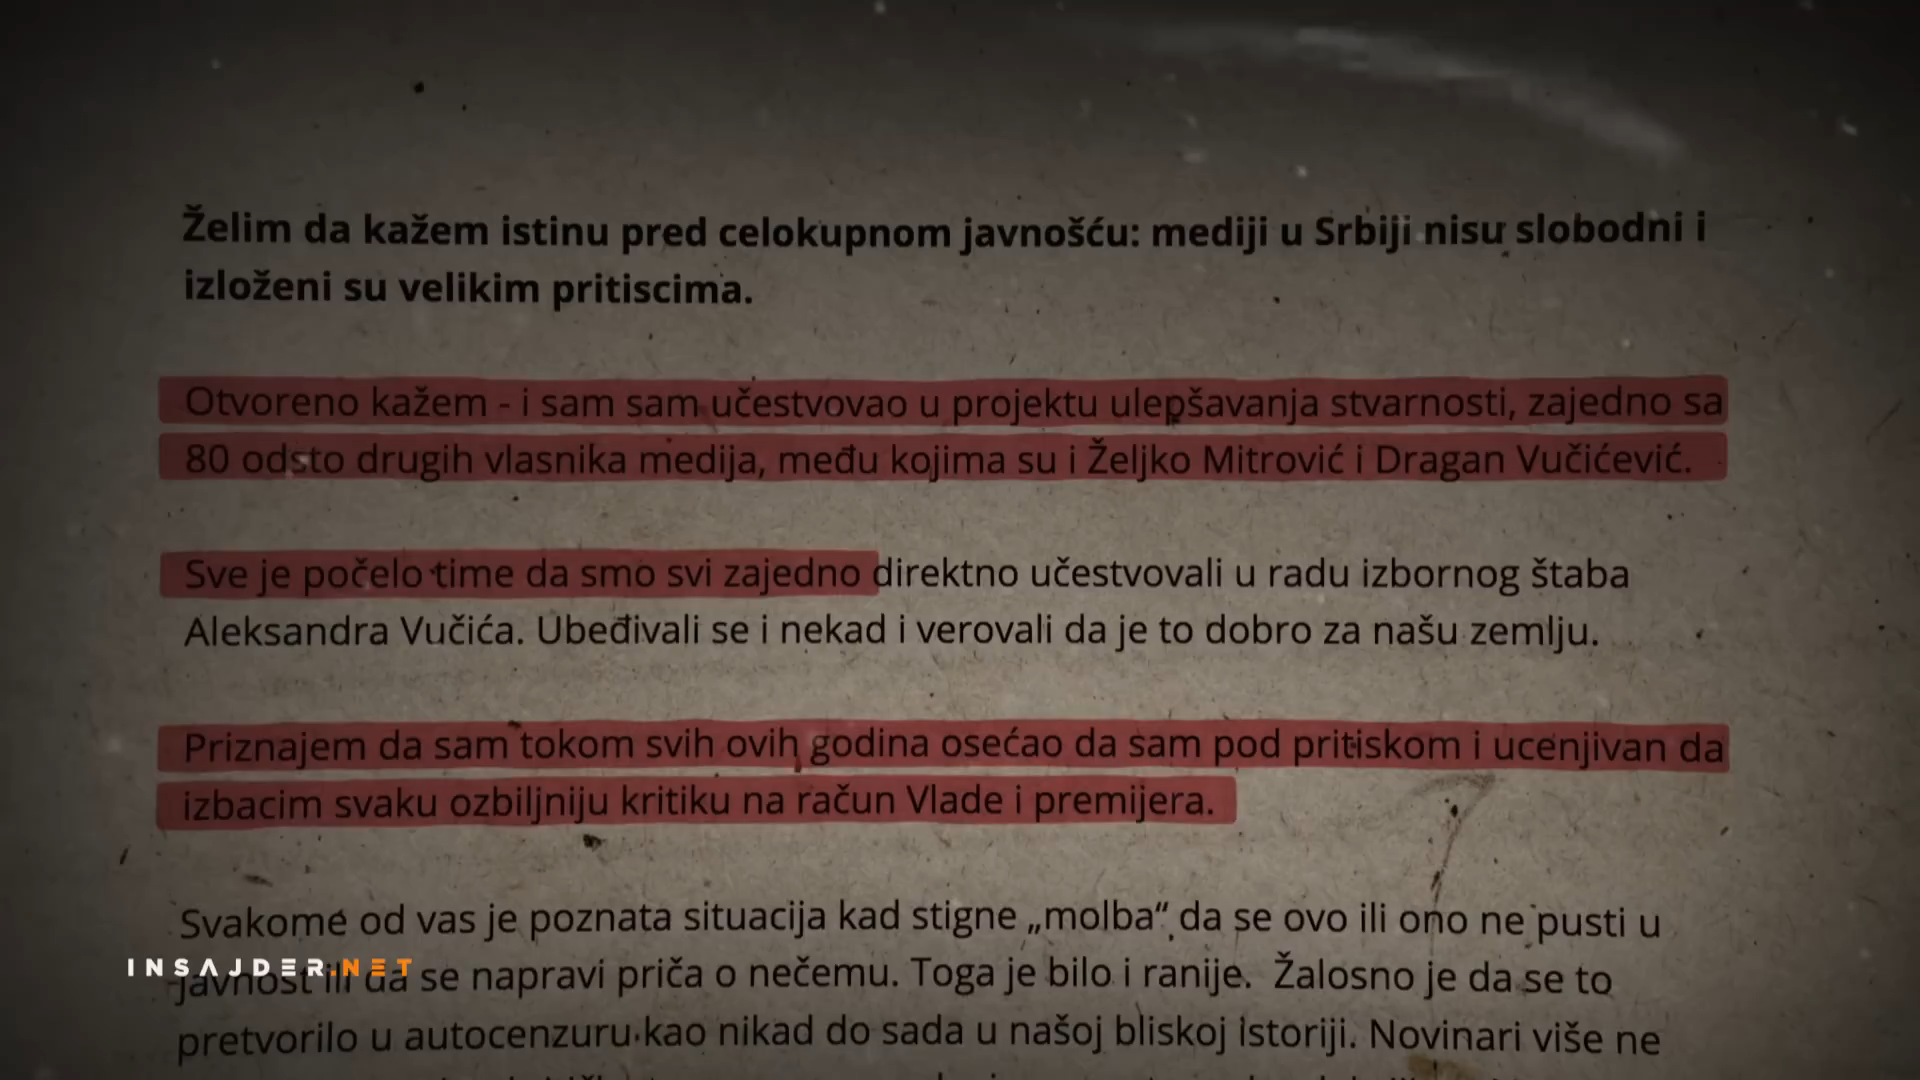 Želim da kažem istinu pred celokupnom javnošću: mediji u Srbiji nisu slobodni i
izloženi su velikim pritiscima.
Otvoreno kažem - i sam sam učestvovao u projektu ulepšavanja stvarnosti, zajedno sa
80 odsto drugih vlasnika medija, među kojima su i Željko Mitrović i Dragan Vučićević.
Sve je počelo time da smo svi zajedno direktno učestvovali u radu izbornog štaba
Aleksandra Vučića. Ubeđivali se i nekad i verovali da je to dobro za našu zemlju.
Priznajem da sam tokom svih ovih godina osećao da sam pod pritiskom i ucenjivan da
izbacim svaku ozbiljniju kritiku na račun Vlade i premijera.
Svakome od vas je poznata situacija kad stigne „molba“ da se ovo ili ono ne pusti u
INSAJDER.NET
javnost ili da se napravi priča o nečemu. Toga je bilo i ranije. Žalosno je da se to
pretvorilo u autocenzuru kao nikad do sada u našoj bliskoj istoriji. Novinari više ne